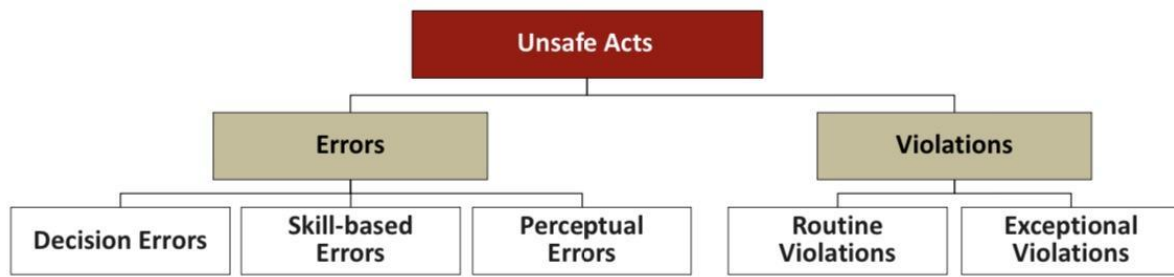 Unsafe Acts
Errors
Violations
Decision Errors
Skill-based
Errors
Perceptual
Errors
Routine
Violations
Exceptional
Violations